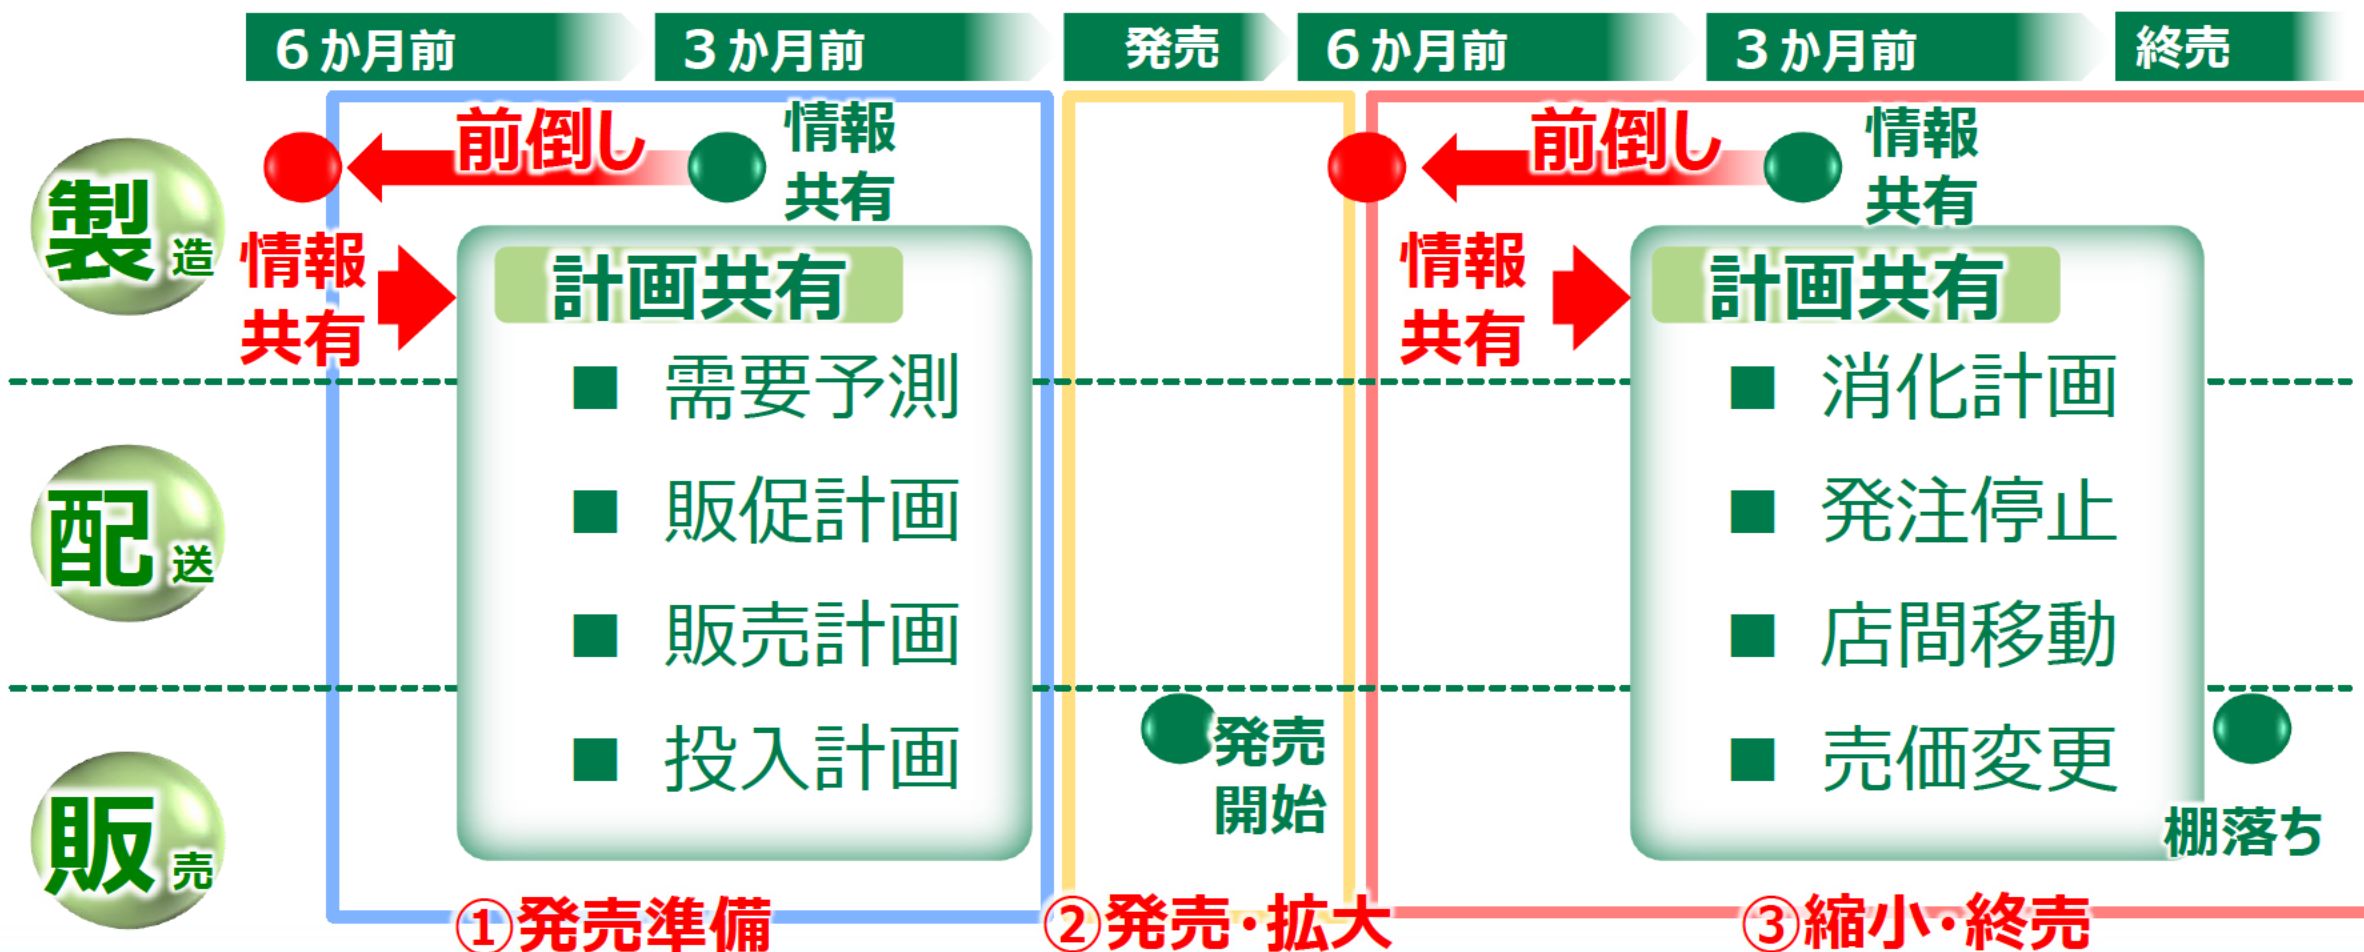 6か月前
3か月前
発売
6か月前
3か月前
終売
製造
配送
販売
前倒し
情報
共有
情報
共有
計画共有
■ 需要予測
■ 販促計画
■ 販売計画
■ 投入計画
①発売準備
発売
開始
②発売・拡大
前倒し
情報
共有
情報
共有
計画共有
■ 消化計画
■ 発注停止
■ 店間移動
■ 売価変更
棚落ち
③縮小・終売